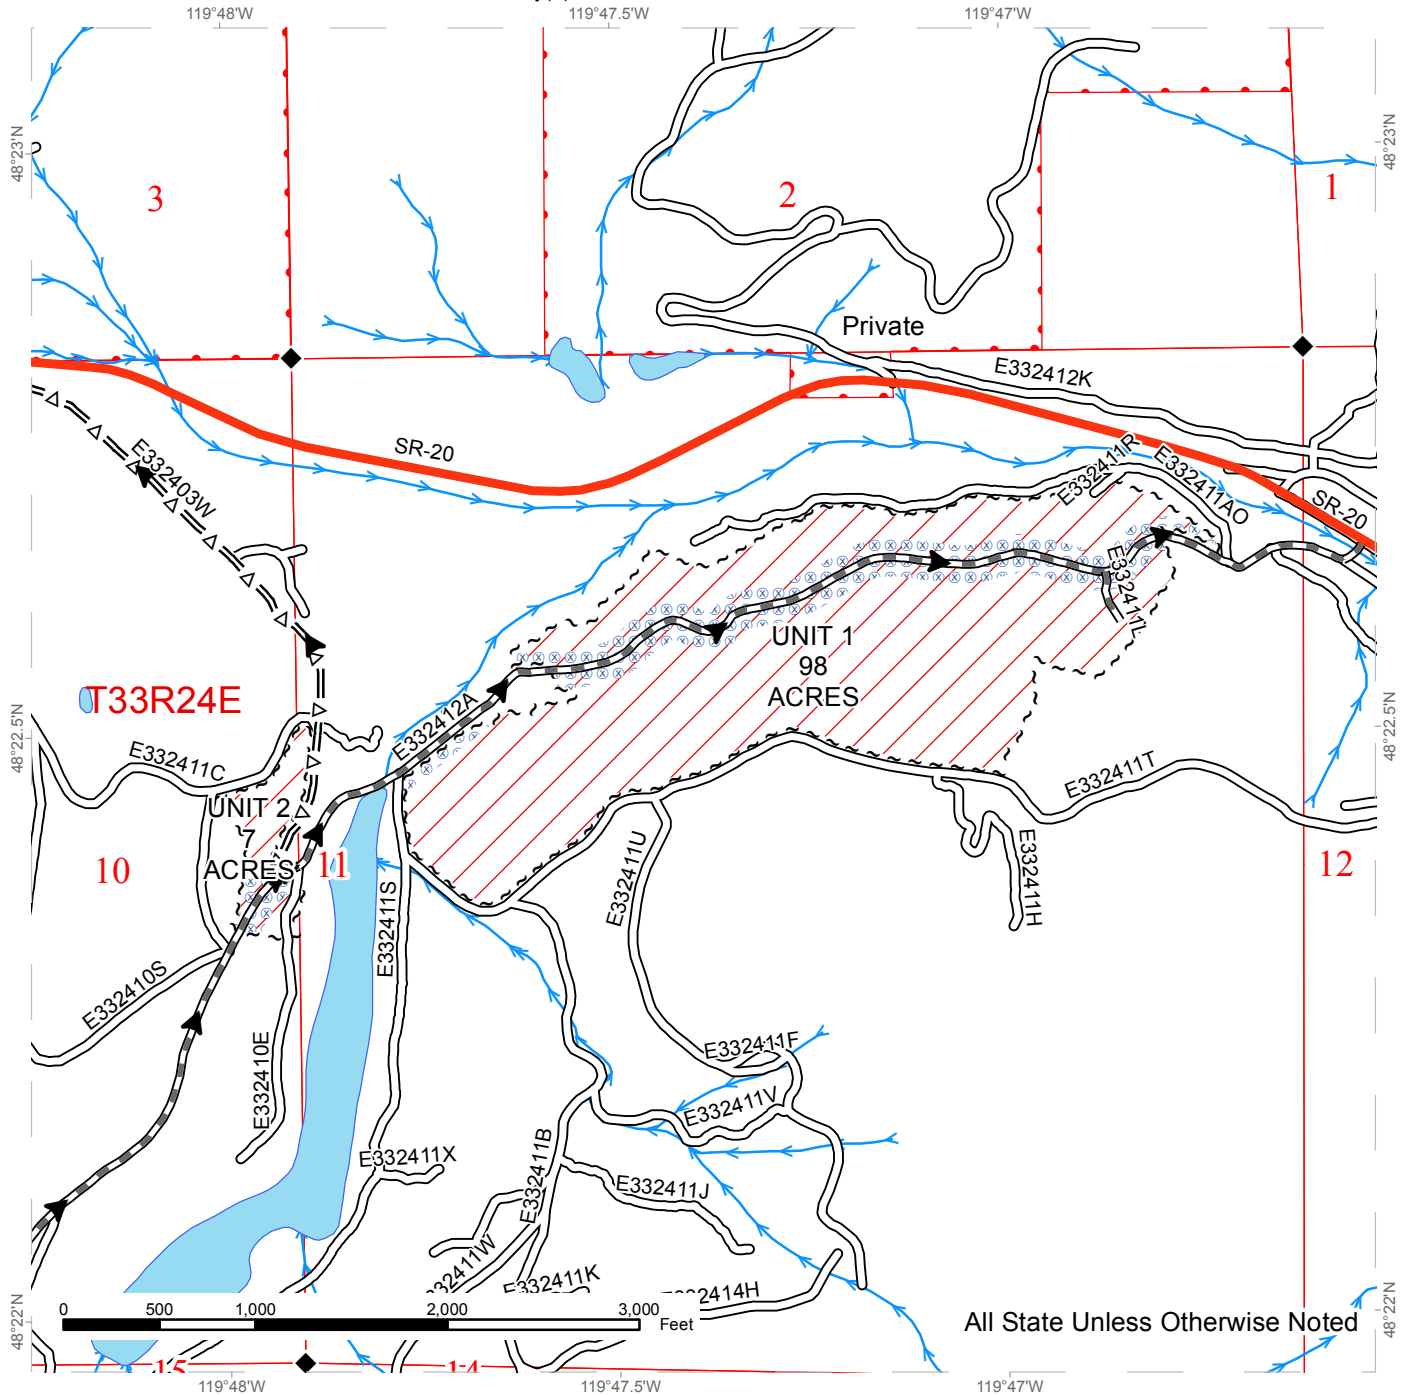 119°48'W
119°47.5'W
119°47'W
48°23'N
48°23'N
3
2
1
Private
E332412K
SR-20
E332403W
E332411R
E332411AO
SR-20
E332411L
UNIT 1
98
ACRES
T33R24E
E332412A
48°22.5'N
48°22.5'N
E332411C
E332411T
UNIT 2
7
ACRES
10
11
12
E332411U
E332411H
E332411S
E332410S
E332410E
E332411F
E332411V
E332411X
E332411B
E332411J
32411W
E332411K
332414H
0
500
1,000
2,000
3,000
Feet
All State Unless Otherwise Noted
48°22'N
48°22'N
15
14
119°48'W
119°47.5'W
119°47'W